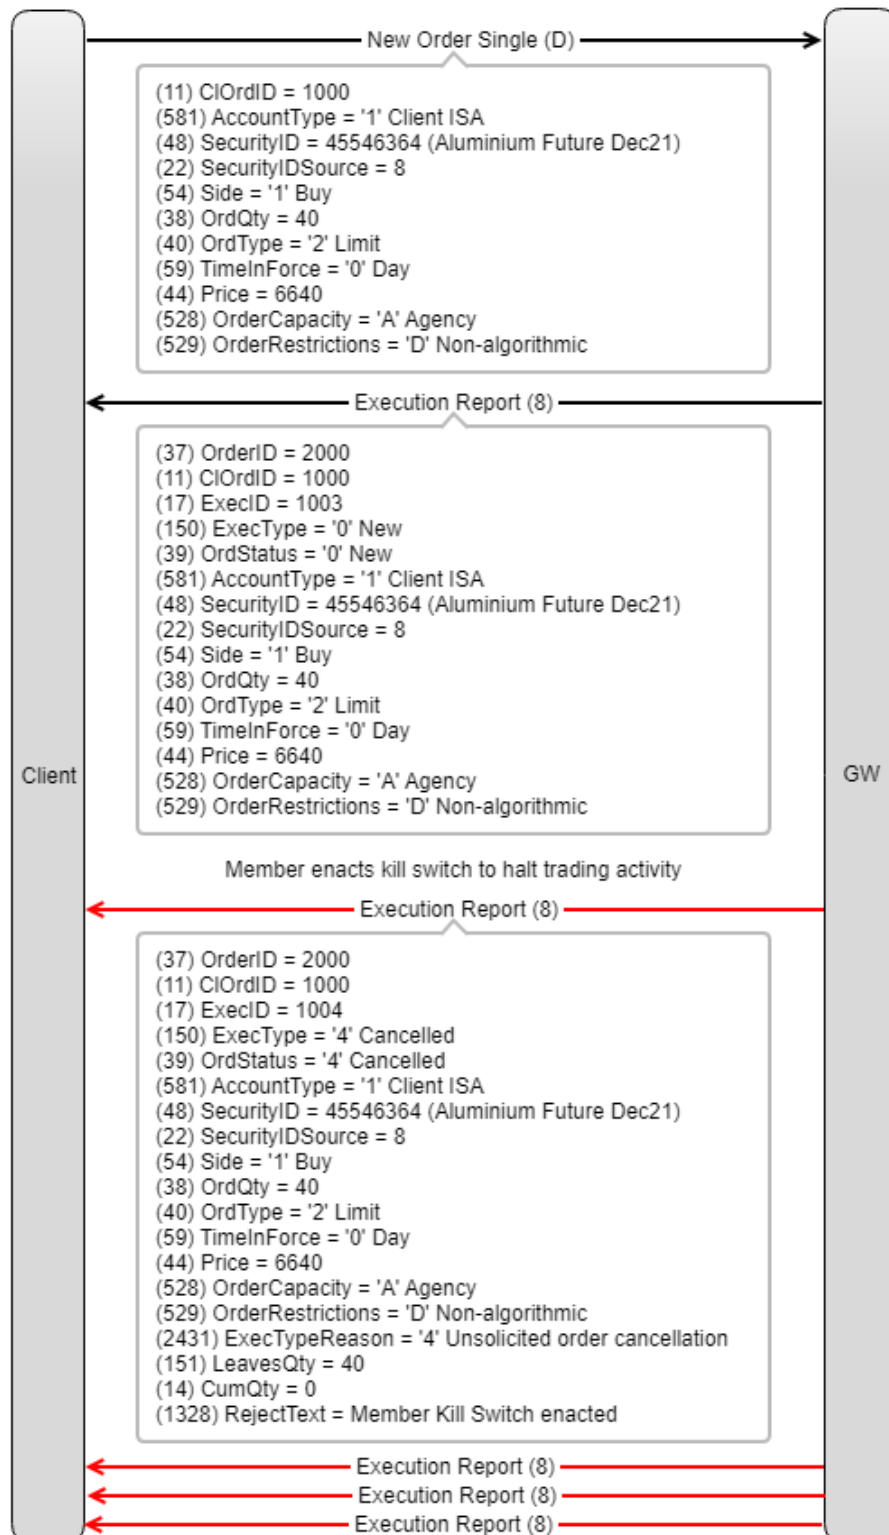 New Order Single (D)
(11) ClOrdID = 1000
(581) AccountType = '1' Client ISA
(48) SecurityID = 45546364 (Aluminium Future Dec21)
(22) SecurityIDSource = 8
(54) Side = '1' Buy
(38) OrdQty = 40
(40) OrdType = '2' Limit
(59) TimeInForce = '0' Day
(44) Price = 6640
(528) OrderCapacity = 'A' Agency
(529) OrderRestrictions = 'D' Non-algorithmic
Execution Report (8)
(37) OrderID = 2000
(11) ClOrdID = 1000
(17) ExecID = 1003
(150) ExecType = '0' New
(39) OrdStatus = '0' New
(581) AccountType = '1' Client ISA
(48) SecurityID = 45546364 (Aluminium Future Dec21)
(22) SecurityIDSource = 8
(54) Side = '1' Buy
(38) OrdQty = 40
(40) OrdType = '2' Limit
(59) TimeInForce = '0' Day
(44) Price = 6640
(528) OrderCapacity = 'A' Agency
(529) OrderRestrictions = 'D' Non-algorithmic
Client
GW
Member enacts kill switch to halt trading activity
Execution Report (8)
(37) OrderID = 2000
(11) ClOrdID = 1000
(17) ExecID = 1004
(150) ExecType = '4' Cancelled
(39) OrdStatus = '4' Cancelled
(581) AccountType = '1' Client ISA
(48) SecurityID = 45546364 (Aluminium Future Dec21)
(22) SecurityIDSource = 8
(54) Side = '1' Buy
(38) OrdQty = 40
(40) OrdType = '2' Limit
(59) TimeInForce = '0' Day
(44) Price = 6640
(528) OrderCapacity = 'A' Agency
(529) OrderRestrictions = 'D' Non-algorithmic
(2431) ExecTypeReason = '4' Unsolicited order cancellation
(151) LeavesQty = 40
(14) CumQty = 0
(1328) RejectText = Member Kill Switch enacted
Execution Report (8)
Execution Report (8)
Execution Report (8)